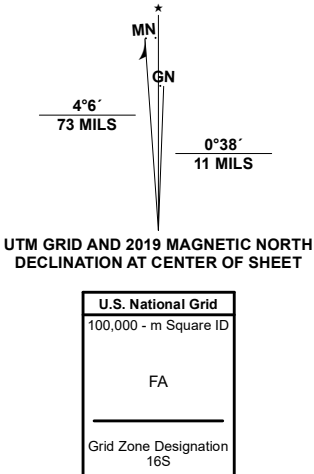 ★
MN
GN
4°6´
73 MILS
0°38´
11 MILS
UTM GRID AND 2019 MAGNETIC NORTH
DECLINATION AT CENTER OF SHEET
U.S. National Grid
100,000 - m Square ID
FA
Grid Zone Designation
16S